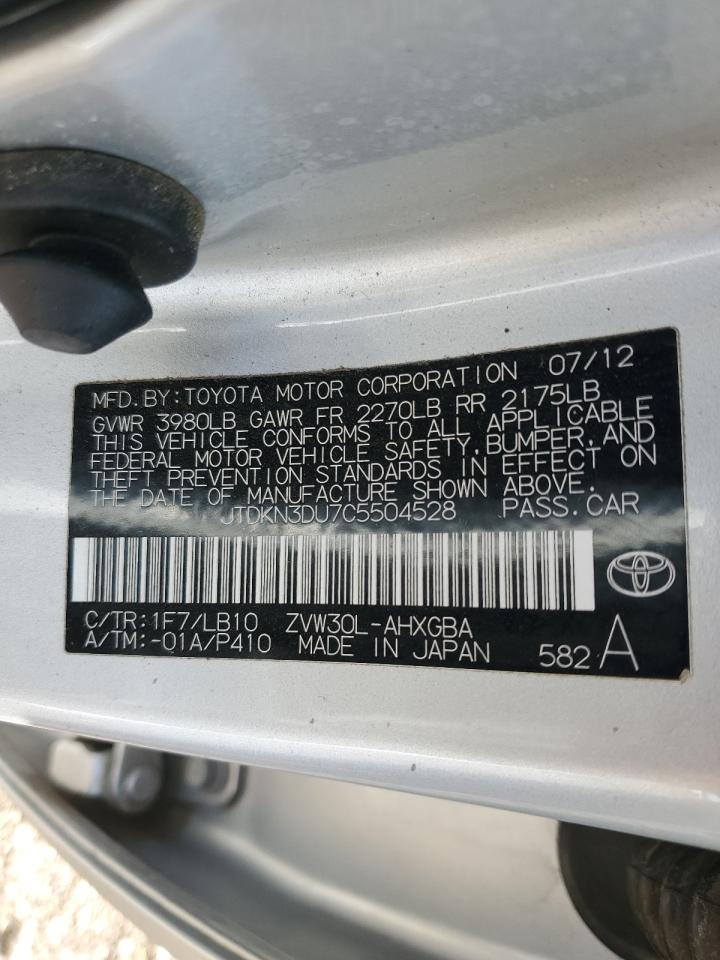 MFD.BY:TOYOTA MOTOR CORPORATION 07/12
GVWR 3980LB GAWR FR 2270LB RR 2175LB
THIS VEHICLE CONFORMS TO ALL APPLICABLE
FEDERAL MOTOR VEHICLE SAFETY,BUMPER,AND
THEFT PREVENTION STANDARDS IN EFFECT ON
THE DATE OF MANUFACTURE SHOWN ABOVE.
JTDKN3DU7C5504528 PASS.CAR
C/TR:1F7/LB10 ZVW30L-AHXGBA
A/TM:-01A/P410 MADE IN JAPAN 582 A